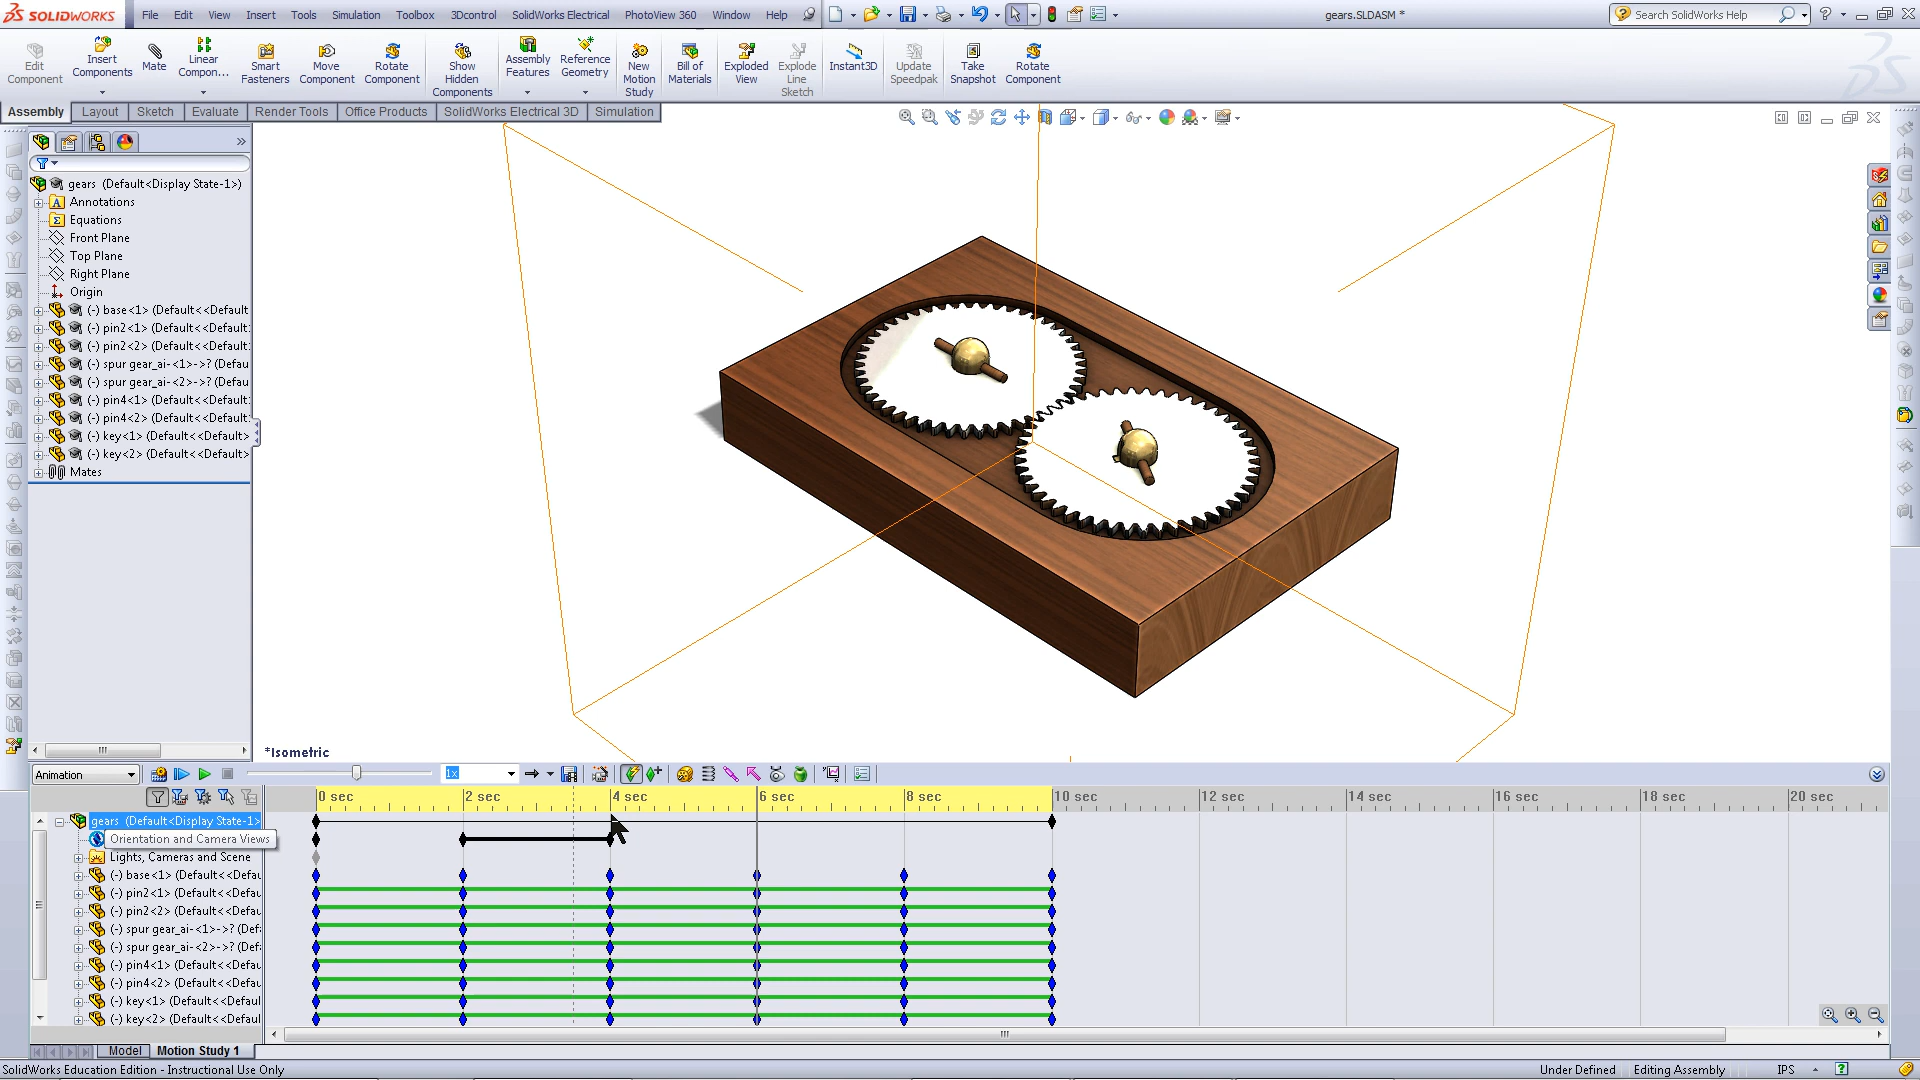 SOLIDWORKS File Edit View Insert Tools Simulation Toolbox 3Dcontrol SolidWorks Electrical PhotoView 360 Window Help gears.SLDASM * Search SolidWorks Help
Edit Component
Insert Components
Mate
Linear Compon...
Smart Fasteners
Move Component
Rotate Component
Show Hidden Components
Assembly Features
Reference Geometry
New Motion Study
Bill of Materials
Exploded View
Explode Line Sketch
Instant3D
Update Speedpak
Take Snapshot
Rotate Component
Assembly Layout Sketch Evaluate Render Tools Office Products SolidWorks Electrical 3D Simulation
gears (Default<Display State-1>)
Annotations
Equations
Front Plane
Top Plane
Right Plane
Origin
(-) base<1> (Default<<Default
(-) pin2<1> (Default<<Default
(-) pin2<2> (Default<<Default
(-) spur gear_ai-<1>->? (Defau
(-) spur gear_ai-<2>->? (Defau
(-) pin4<1> (Default<<Default
(-) pin4<2> (Default<<Default
(-) key<1> (Default<<Default>
(-) key<2> (Default<<Default>
Mates
*Isometric
Animation 1x
0 sec 2 sec 4 sec 6 sec 8 sec 10 sec 12 sec 14 sec 16 sec 18 sec 20 sec
gears (Default<Display State-1>
Orientation and Camera Views
Lights, Cameras and Scene
(-) base<1> (Default<<Defau
(-) pin2<1> (Default<<Defau
(-) pin2<2> (Default<<Defau
(-) spur gear_ai-<1>->? (Def
(-) spur gear_ai-<2>->? (Def
(-) pin4<1> (Default<<Defau
(-) pin4<2> (Default<<Defau
(-) key<1> (Default<<Defaul
(-) key<2> (Default<<Defaul
Model Motion Study 1
SolidWorks Education Edition - Instructional Use Only Under Defined Editing Assembly IPS